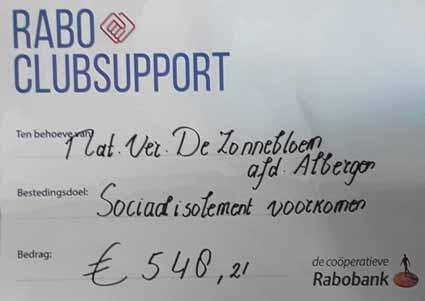 RABO
CLUBSUPPORT
Ten behoeve van:
Nat. Ver. De Zonnebloem
afd. Albergen
Bestedingsdoel:
Sociaal isolement voorkomen
Bedrag:
€ 548,21
de coöperatieve
Rabobank